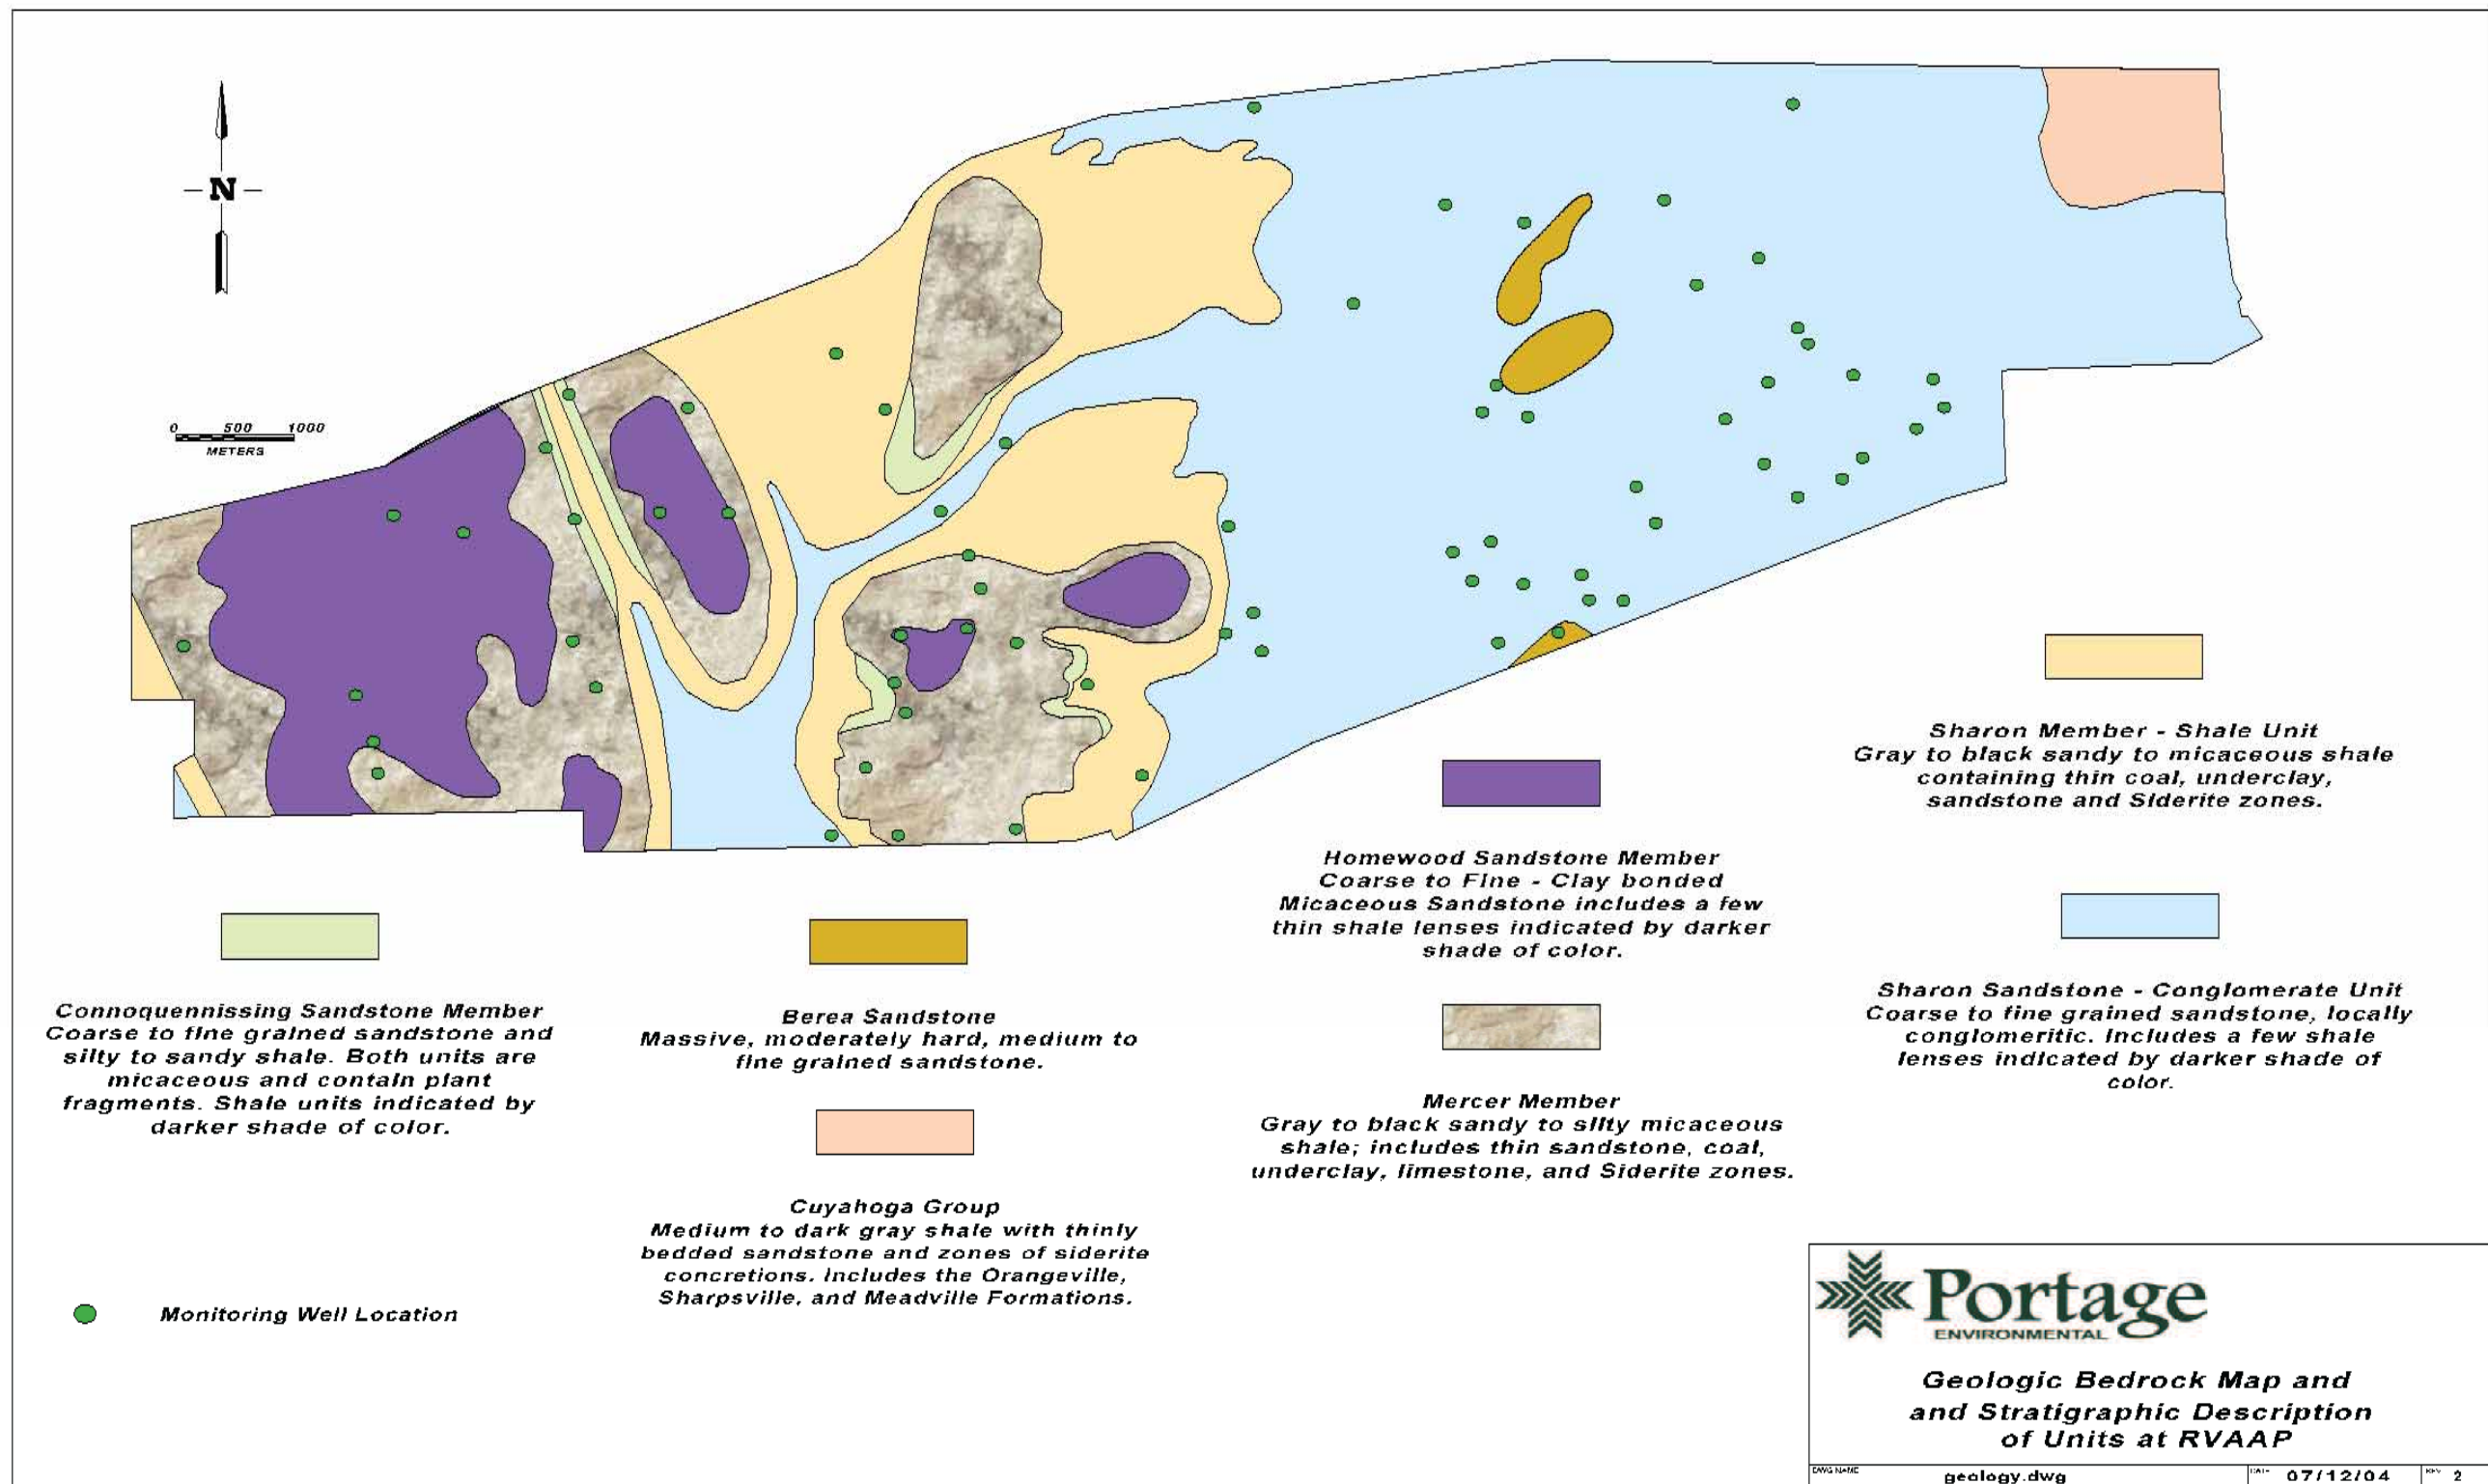 N
0 500 1000
METERS
Sharon Member - Shale Unit
Gray to black sandy to micaceous shale
containing thin coal, underclay,
sandstone and Siderite zones.
Homewood Sandstone Member
Coarse to Fine - Clay bonded
Micaceous Sandstone includes a few
thin shale lenses indicated by darker
shade of color.
Sharon Sandstone - Conglomerate Unit
Coarse to fine grained sandstone, locally
conglomeritic. Includes a few shale
lenses indicated by darker shade of
color.
Connoquennissing Sandstone Member
Coarse to fine grained sandstone and
silty to sandy shale. Both units are
micaceous and contain plant
fragments. Shale units indicated by
darker shade of color.
Berea Sandstone
Massive, moderately hard, medium to
fine grained sandstone.
Mercer Member
Gray to black sandy to silty micaceous
shale; includes thin sandstone, coal,
underclay, limestone, and Siderite zones.
Cuyahoga Group
Medium to dark gray shale with thinly
bedded sandstone and zones of siderite
concretions. Includes the Orangeville,
Sharpsville, and Meadville Formations.
Monitoring Well Location
Portage
ENVIRONMENTAL
Geologic Bedrock Map and
and Stratigraphic Description
of Units at RVAAP
DWG NAME geology.dwg DATE 07/12/04 REV 2